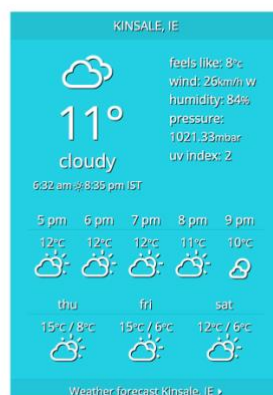 KINSALE, IE
11°
cloudy
6:32 am 8:35 pm IST
feels like: 8°c
wind: 26km/h w
humidity: 84%
pressure:
1021.33mbar
uv index: 2
5 pm 6 pm 7 pm 8 pm 9 pm
12°c 12°c 12°c 11°c 10°c
thu fri sat
15°c / 8°c 15°c / 6°c 12°c / 6°c
Weather forecast Kinsale, IE ▸